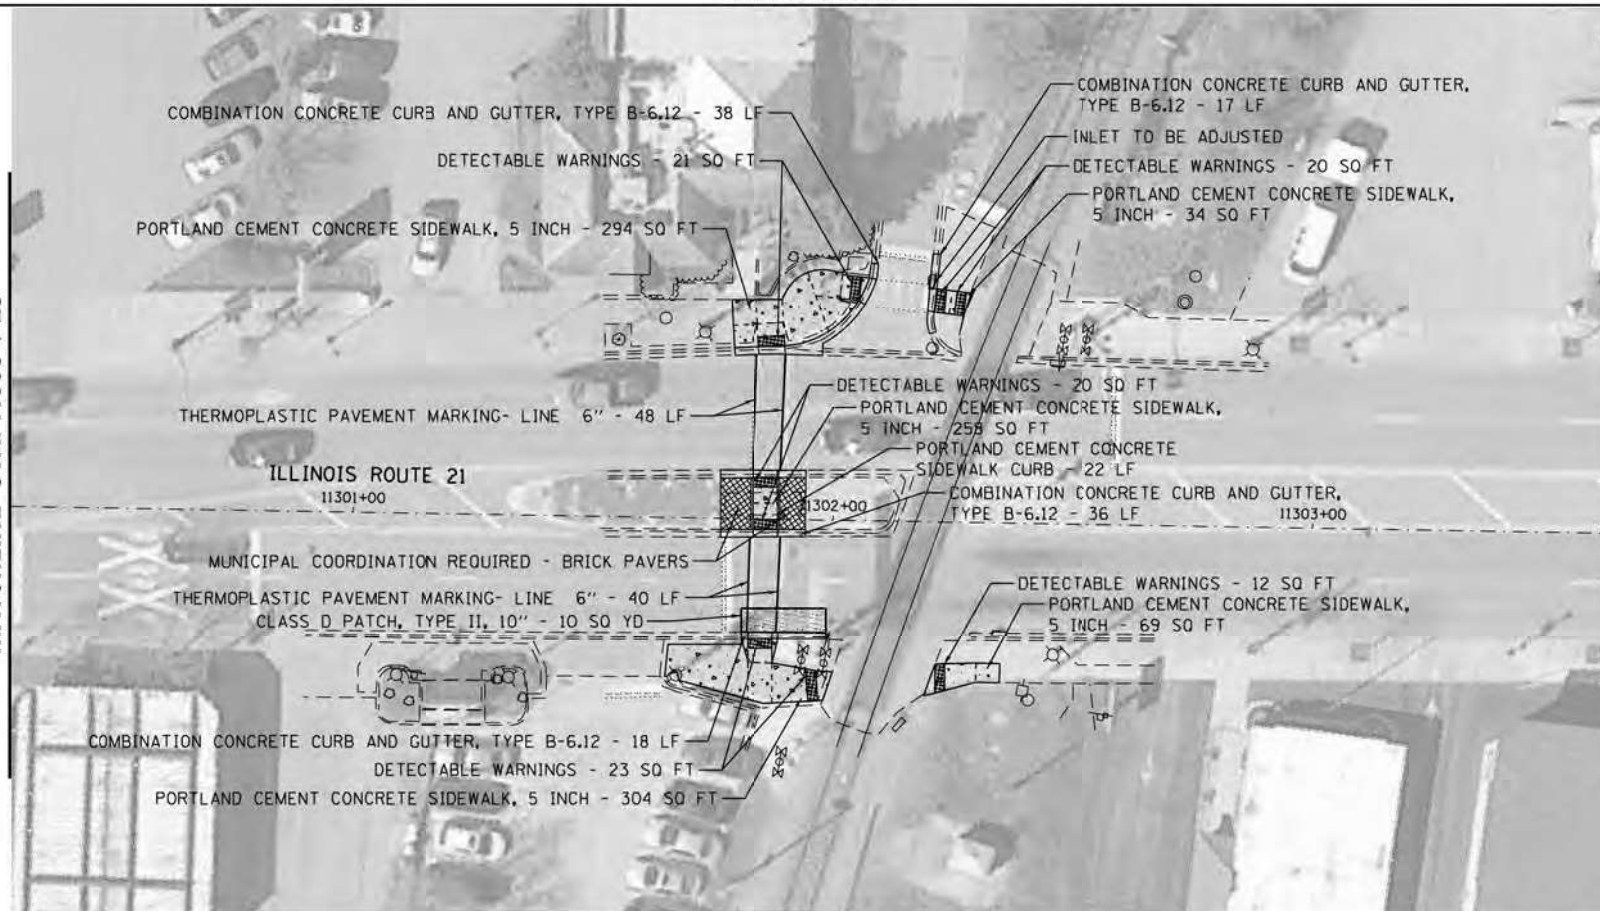 COMBINATION CONCRETE CURB AND GUTTER, TYPE B-6.12 - 38 LF
DETECTABLE WARNINGS - 21 SQ FT
PORTLAND CEMENT CONCRETE SIDEWALK, 5 INCH - 294 SQ FT
COMBINATION CONCRETE CURB AND GUTTER,
TYPE B-6.12 - 17 LF
INLET TO BE ADJUSTED
DETECTABLE WARNINGS - 20 SQ FT
PORTLAND CEMENT CONCRETE SIDEWALK,
5 INCH - 34 SQ FT
THERMOPLASTIC PAVEMENT MARKING- LINE 6" - 48 LF
DETECTABLE WARNINGS - 20 SQ FT
PORTLAND CEMENT CONCRETE SIDEWALK,
5 INCH - SQ FT
PORTLAND CEMENT CONCRETE
SIDEWALK CURB - 22 LF
COMBINATION CONCRETE CURB AND GUTTER,
TYPE B-6.12 - 36 LF
ILLINOIS ROUTE 21
11301+00
11302+00
11303+00
MUNICIPAL COORDINATION REQUIRED - BRICK PAVERS
THERMOPLASTIC PAVEMENT MARKING- LINE 6" - 40 LF
CLASS D PATCH, TYPE II, 10" - 10 SQ YD
DETECTABLE WARNINGS - 12 SQ FT
PORTLAND CEMENT CONCRETE SIDEWALK,
5 INCH - 69 SQ FT
COMBINATION CONCRETE CURB AND GUTTER, TYPE B-6.12 - 18 LF
DETECTABLE WARNINGS - 23 SQ FT
PORTLAND CEMENT CONCRETE SIDEWALK, 5 INCH - 304 SQ FT